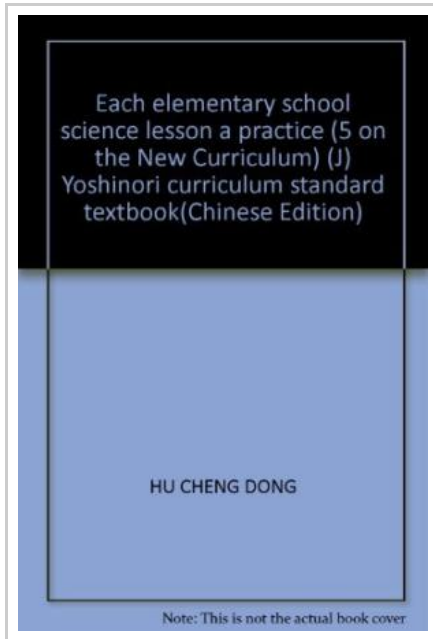 Each elementary school
science lesson a practice (5 on
the New Curriculum) (J)
Yoshinori curriculum standard
textbook(Chinese Edition)
HU CHENG DONG
Note: This is not the actual book cover